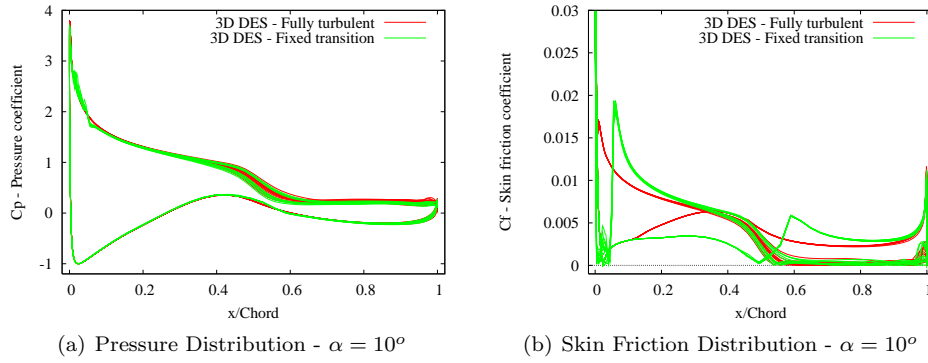 3D DES - Fully turbulent
3D DES - Fixed transition
Cp - Pressure coefficient
4
3
2
1
0
-1
0
0.2
0.4
0.6
0.8
1
x/Chord
(a) Pressure Distribution - α = 10°
3D DES - Fully turbulent
3D DES - Fixed transition
Cf - Skin friction coefficient
0.03
0.025
0.02
0.015
0.01
0.005
0
0
0.2
0.4
0.6
0.8
1
x/Chord
(b) Skin Friction Distribution - α = 10°